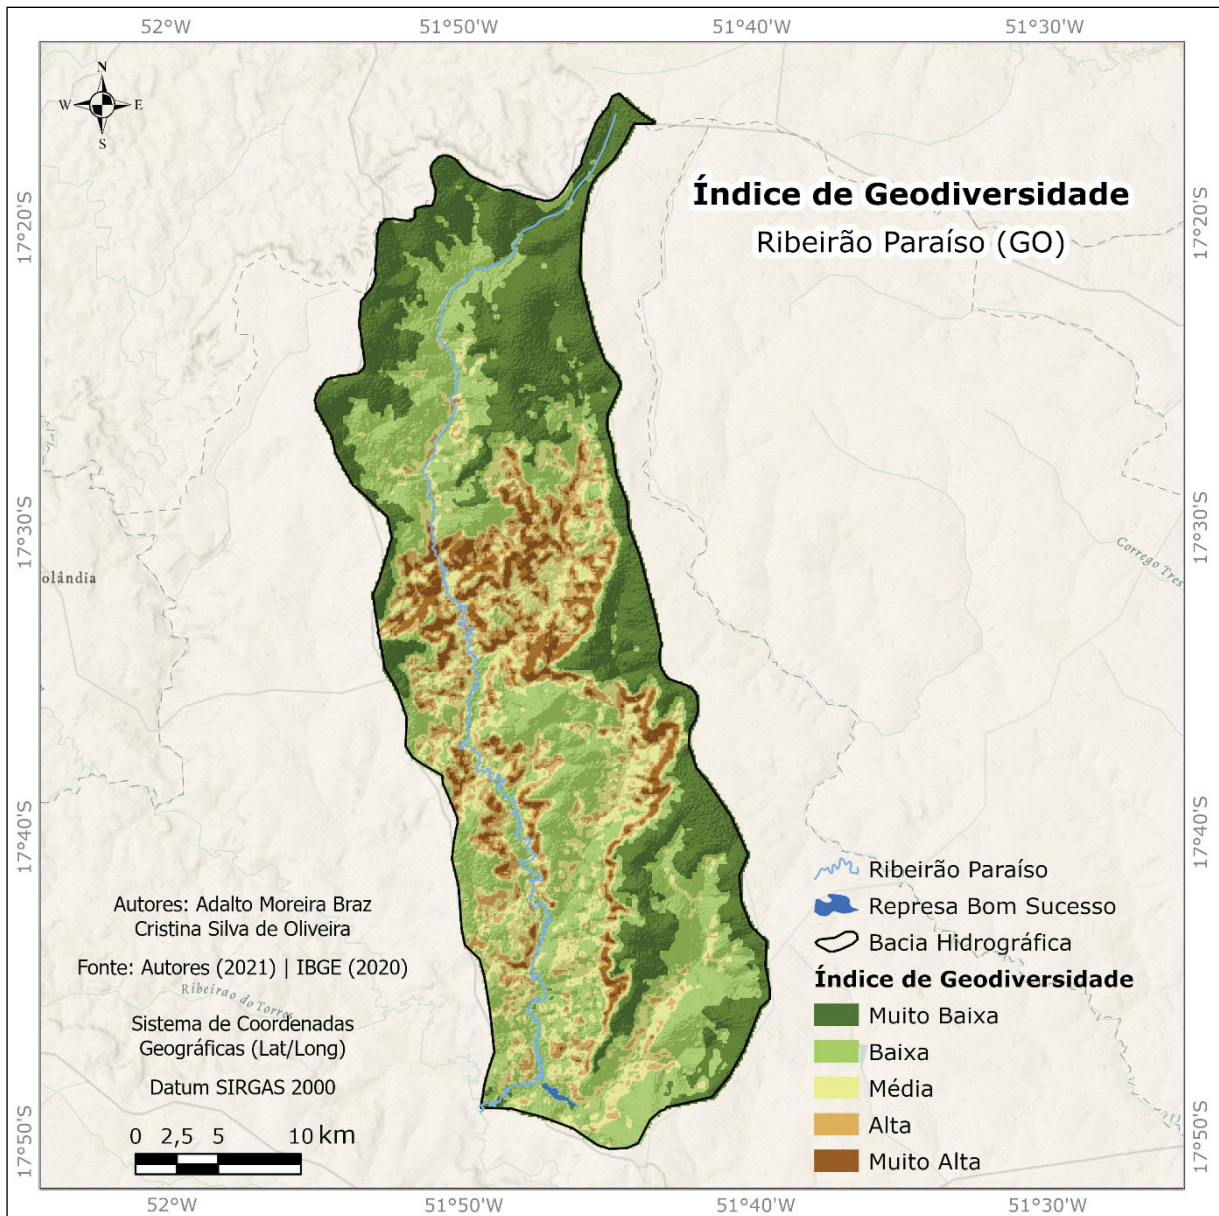 52°W 51°50'W 51°40'W 51°30'W
N
W E
S
17°20'S
17°20'S
Índice de Geodiversidade
Ribeirão Paraíso (GO)
17°30'S
17°30'S
Corrego Tres
olândia
17°40'S
17°40'S
Ribeirão Paraíso
Represa Bom Sucesso
Bacia Hidrográfica
Índice de Geodiversidade
Muito Baixa
Baixa
Média
Alta
Muito Alta
Autores: Adalto Moreira Braz
Cristina Silva de Oliveira
Fonte: Autores (2021) | IBGE (2020)
Ribeirao do Torres
Sistema de Coordenadas
Geográficas (Lat/Long)
Datum SIRGAS 2000
0 2,5 5 10 km
17°50'S
17°50'S
52°W 51°50'W 51°40'W 51°30'W